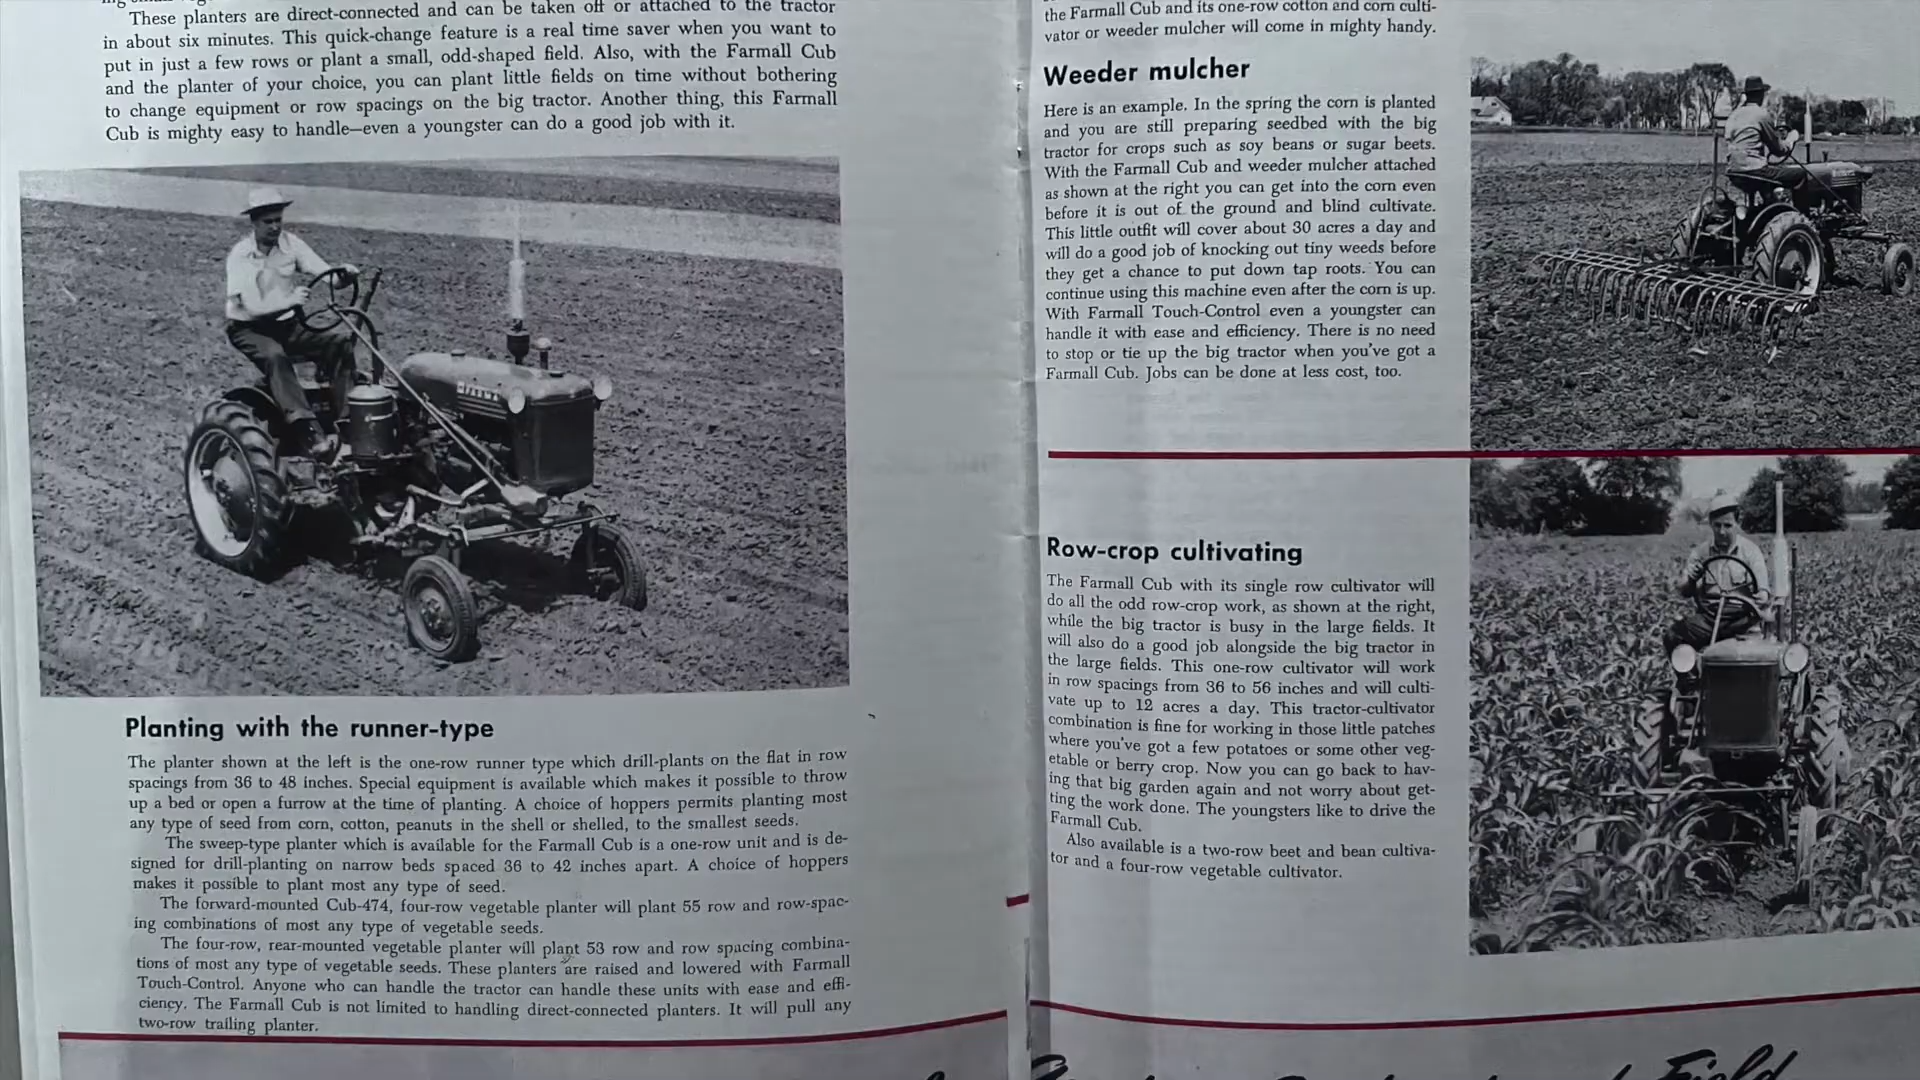 These planters are direct-connected and can be taken off or attached to the tractor
in about six minutes. This quick-change feature is a real time saver when you want to
put in just a few rows or plant a small, odd-shaped field. Also, with the Farmall Cub
and the planter of your choice, you can plant little fields on time without bothering
to change equipment or row spacings on the big tractor. Another thing, this Farmall
Cub is mighty easy to handle—even a youngster can do a good job with it.
Planting with the runner-type
The planter shown at the left is the one-row runner type which drill-plants on the flat in row
spacings from 36 to 48 inches. Special equipment is available which makes it possible to throw
up a bed or open a furrow at the time of planting. A choice of hoppers permits planting most
any type of seed from corn, cotton, peanuts in the shell or shelled, to the smallest seeds.
The sweep-type planter which is available for the Farmall Cub is a one-row unit and is de-
signed for drill-planting on narrow beds spaced 36 to 42 inches apart. A choice of hoppers
makes it possible to plant most any type of seed.
The forward-mounted Cub-474, four-row vegetable planter will plant 55 row and row-spac-
ing combinations of most any type of vegetable seeds.
The four-row, rear-mounted vegetable planter will plant 53 row and row spacing combina-
tions of most any type of vegetable seeds. These planters are raised and lowered with Farmall
Touch-Control. Anyone who can handle the tractor can handle these units with ease and effi-
ciency. The Farmall Cub is not limited to handling direct-connected planters. It will pull any
two-row trailing planter.
the Farmall Cub and its one-row cotton and corn culti-
vator or weeder mulcher will come in mighty handy.
Weeder mulcher
Here is an example. In the spring the corn is planted
and you are still preparing seedbed with the big
tractor for crops such as soy beans or sugar beets.
With the Farmall Cub and weeder mulcher attached
as shown at the right you can get into the corn even
before it is out of the ground and blind cultivate.
This little outfit will cover about 30 acres a day and
will do a good job of knocking out tiny weeds before
they get a chance to put down tap roots. You can
continue using this machine even after the corn is up.
With Farmall Touch-Control even a youngster can
handle it with ease and efficiency. There is no need
to stop or tie up the big tractor when you've got a
Farmall Cub. Jobs can be done at less cost, too.
Row-crop cultivating
The Farmall Cub with its single row cultivator will
do all the odd row-crop work, as shown at the right,
while the big tractor is busy in the large fields. It
will also do a good job alongside the big tractor in
the large fields. This one-row cultivator will work
in row spacings from 36 to 56 inches and will culti-
vate up to 12 acres a day. This tractor-cultivator
combination is fine for working in those little patches
where you've got a few potatoes or some other veg-
etable or berry crop. Now you can go back to hav-
ing that big garden again and not worry about get-
ting the work done. The youngsters like to drive the
Farmall Cub.
Also available is a two-row beet and bean cultiva-
tor and a four-row vegetable cultivator.
Field